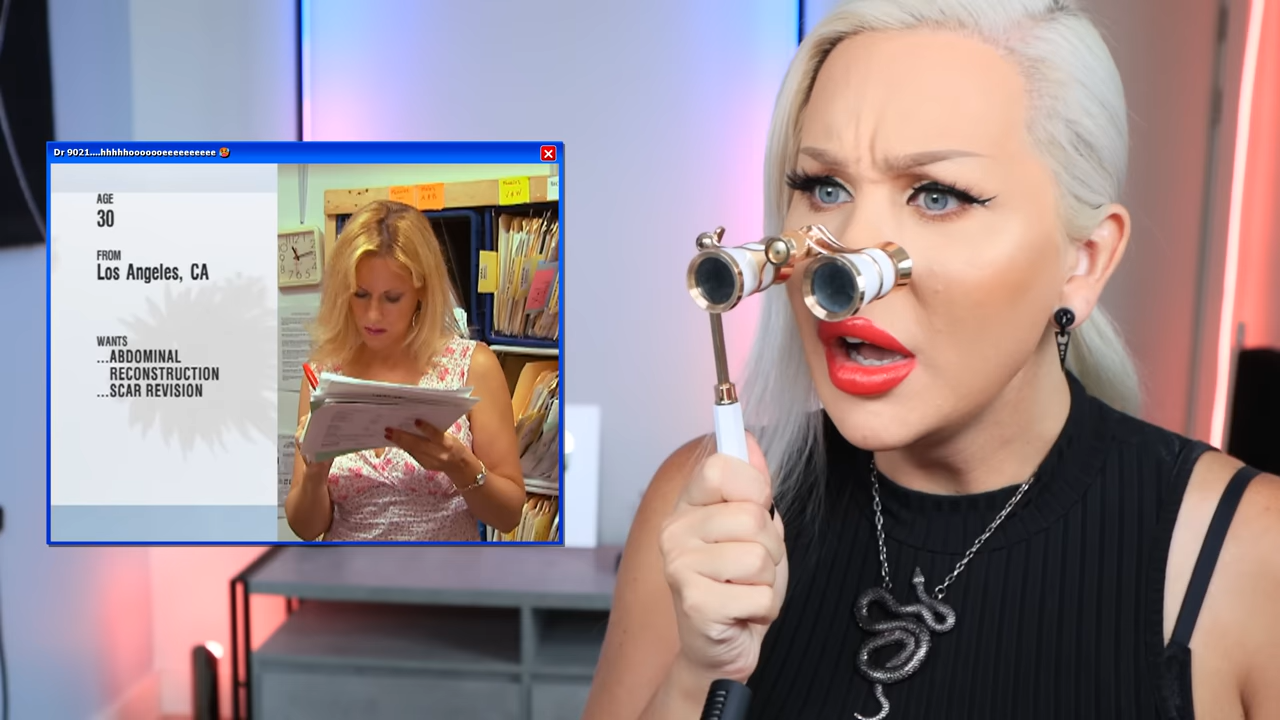 Dr 9021....hhhhhooooooeeeeeeeeee 🥵
AGE
30
FROM
Los Angeles, CA
WANTS
...ABDOMINAL
RECONSTRUCTION
...SCAR REVISION